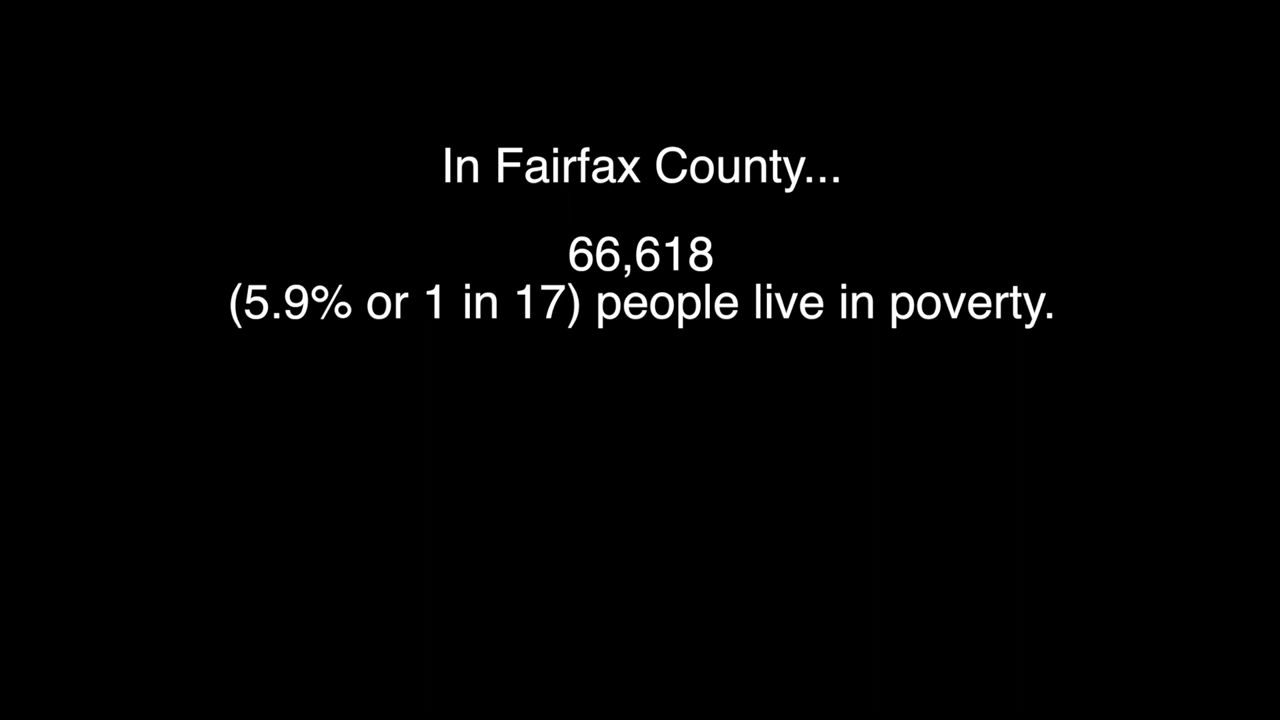 In Fairfax County...
66,618
(5.9% or 1 in 17) people live in poverty.